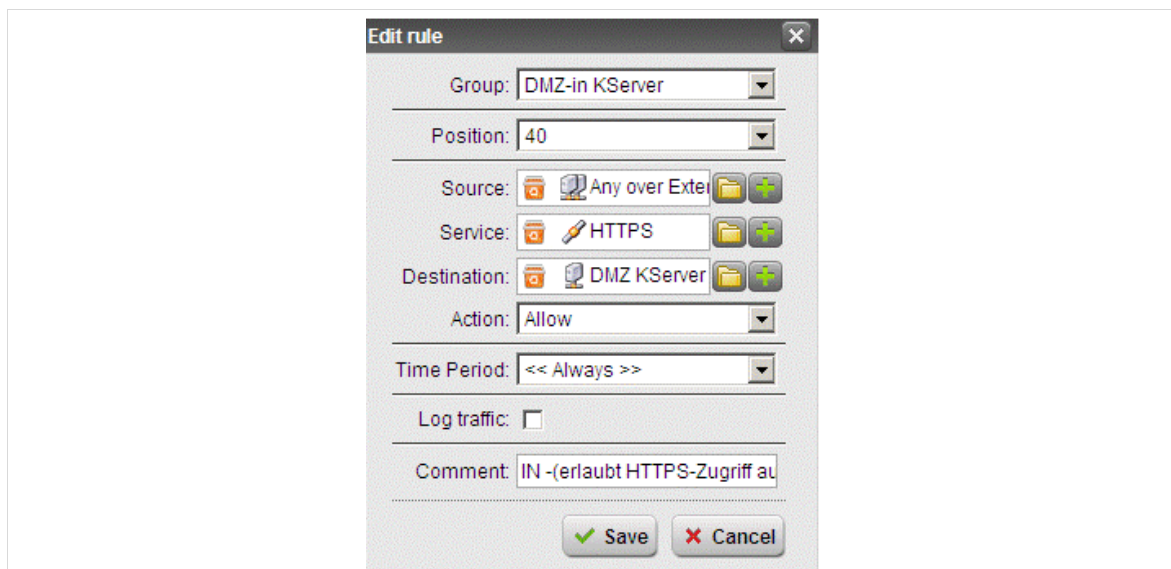 Edit rule
Group: DMZ-in KServer
Position: 40
Source: Any over Exter
Service: HTTPS
Destination: DMZ KServer
Action: Allow
Time Period: << Always >>
Log traffic:
Comment: IN -(erlaubt HTTPS-Zugriff au
Save Cancel